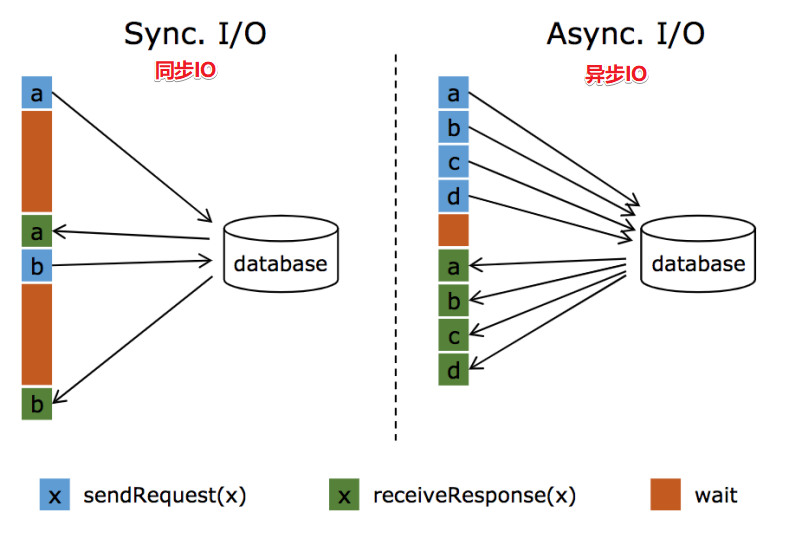 Sync. I/O
同步IO
a
a
b
b
database
Async. I/O
异步IO
a
b
c
d
a
b
c
d
database
x sendRequest(x)
x receiveResponse(x)
wait